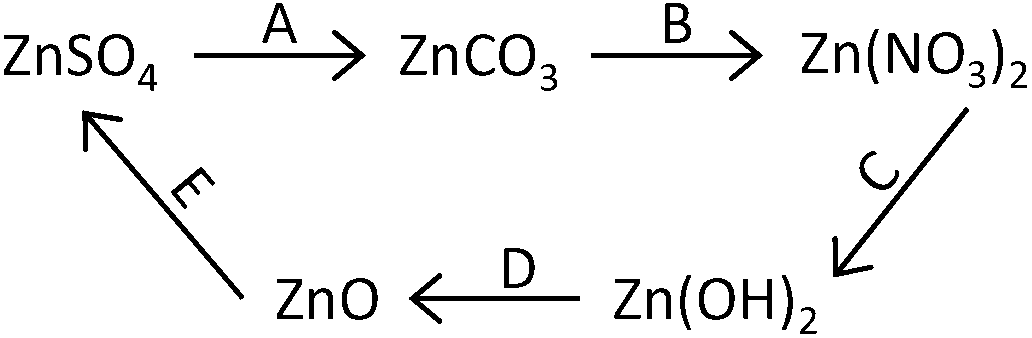 A B
ZnSO₄ ZnCO₃ Zn(NO₃)₂
E C
D
ZnO Zn(OH)₂